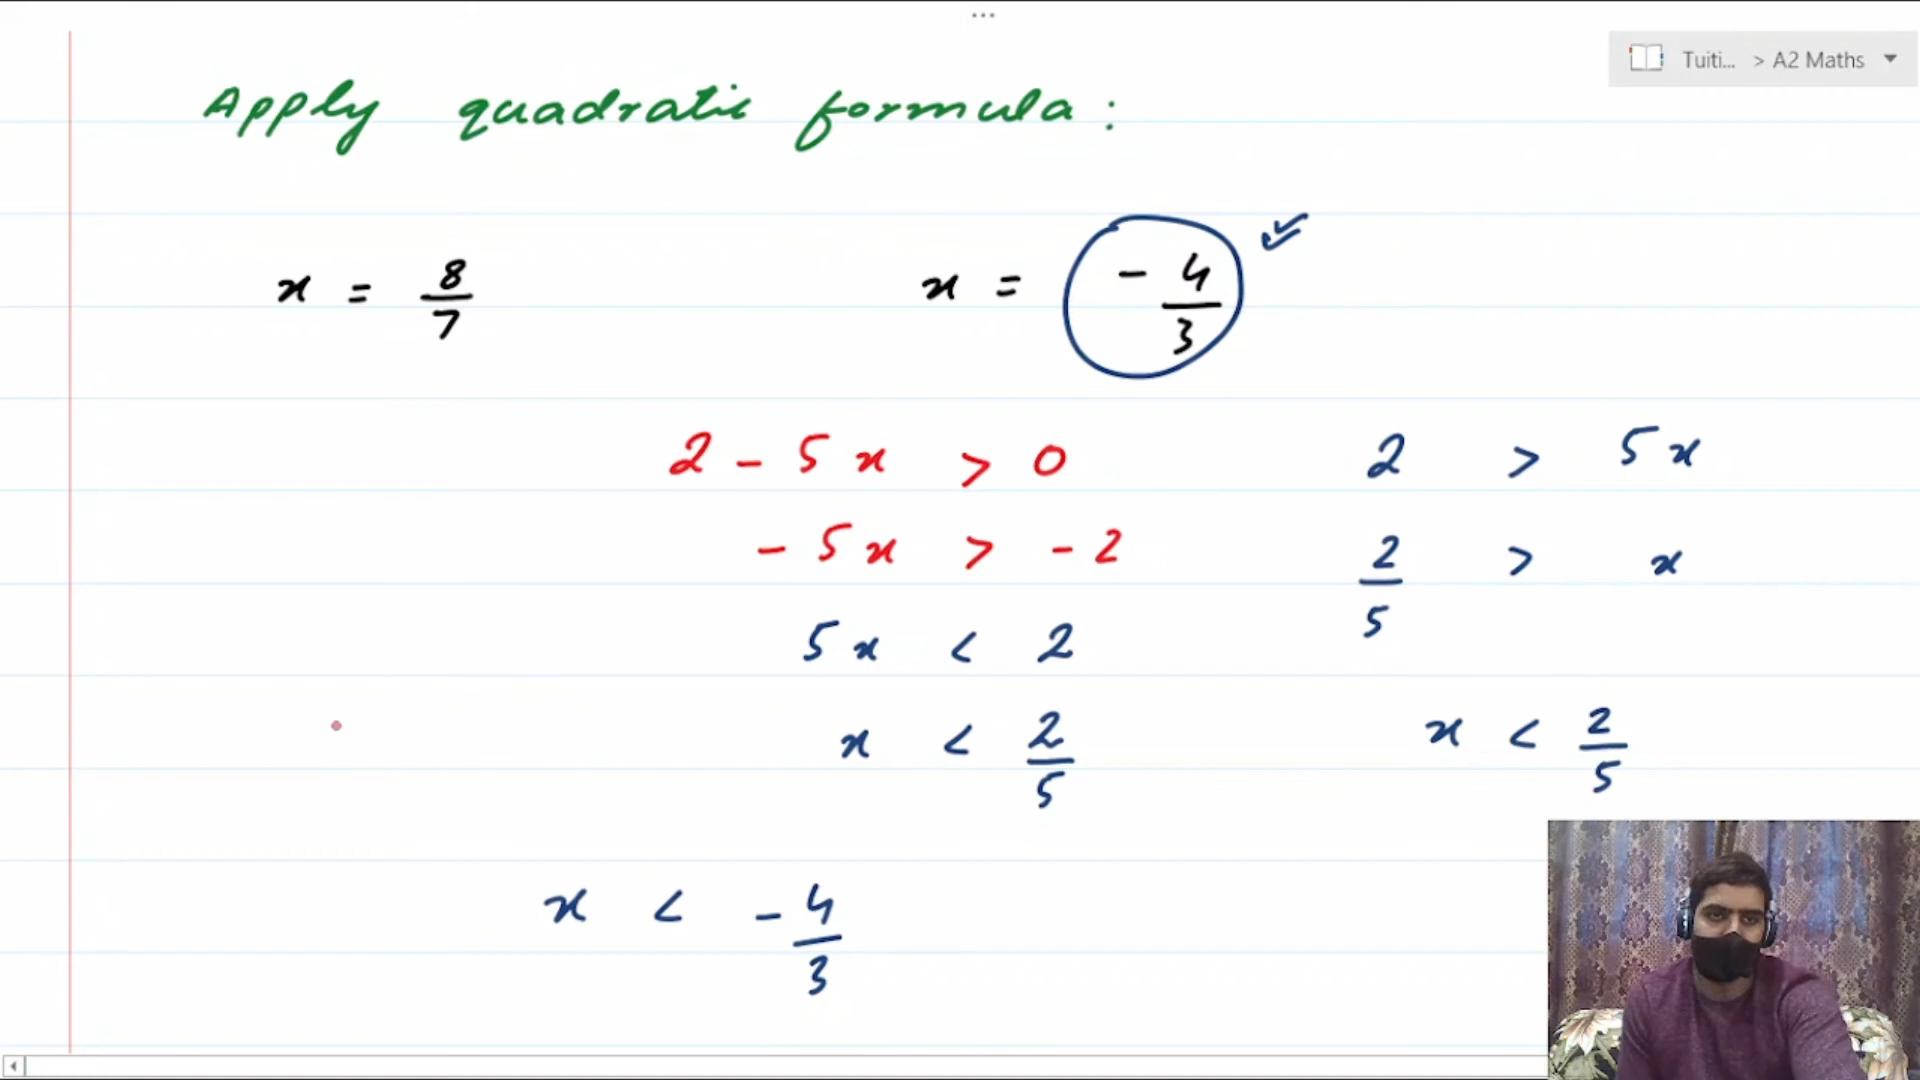 ...
Tuiti... > A2 Maths
Apply quadratic formula :
x = 8/7
x = -4/3
2 - 5x > 0
2 > 5x
-5x > -2
2/5 > x
5x < 2
x < 2/5
x < 2/5
x < -4/3